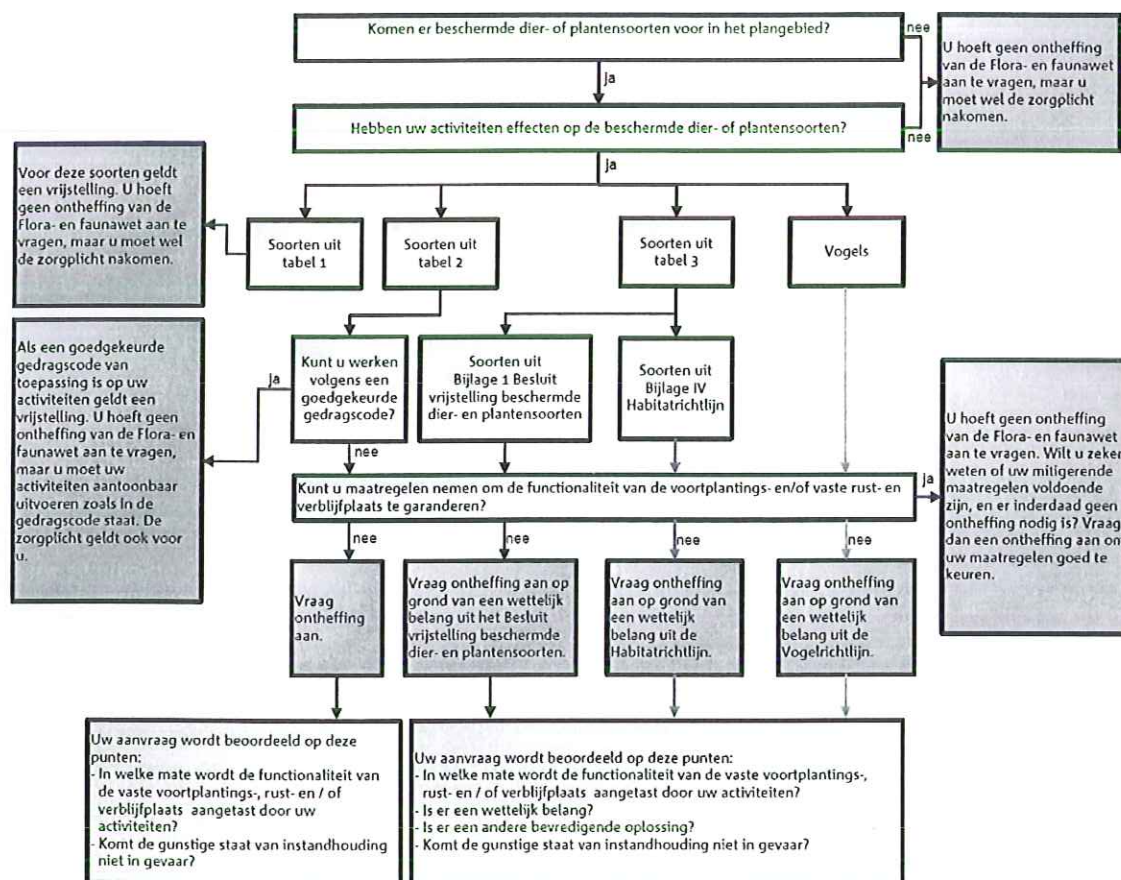 Komen er beschermde dier- of plantensoorten voor in het plangebied?
nee
ja
U hoeft geen ontheffing
van de Flora- en faunawet
aan te vragen, maar u
moet wel de zorgplicht
nakomen.
Hebben uw activiteiten effecten op de beschermde dier- of plantensoorten?
nee
ja
Voor deze soorten geldt
een vrijstelling. U hoeft
geen ontheffing van de
Flora- en faunawet aan te
vragen, maar u moet wel
de zorgplicht nakomen.
Soorten uit
tabel 1
Soorten uit
tabel 2
Soorten uit
tabel 3
Vogels
Als een goedgekeurde
gedragscode van
toepassing is op uw
activiteiten geldt een
vrijstelling. U hoeft geen
ontheffing van de Flora- en
faunawet aan te vragen,
maar u moet uw
activiteiten aantoonbaar
uitvoeren zoals in de
gedragscode staat. De
zorgplicht geldt ook voor
u.
ja
Kunt u werken
volgens een
goedgekeurde
gedragscode?
nee
Soorten uit
Bijlage 1 Besluit
vrijstelling beschermde
dier- en plantensoorten
Soorten uit
Bijlage IV
Habitatrichtlijn
Kunt u maatregelen nemen om de functionaliteit van de voortplantings- en/of vaste rust- en
verblijfplaats te garanderen?
ja
U hoeft geen ontheffing
van de Flora- en faunawet
aan te vragen. Wilt u zeker
weten of uw mitigerende
maatregelen voldoende
zijn, en er inderdaad geen
ontheffing nodig is? Vraag
dan een ontheffing aan om
uw maatregelen goed te
keuren.
nee
nee
nee
nee
Vraag
ontheffing
aan.
Vraag ontheffing aan op
grond van een wettelijk
belang uit het Besluit
vrijstelling beschermde
dier- en plantensoorten.
Vraag ontheffing
aan op grond van
een wettelijk
belang uit de
Habitatrichtlijn.
Vraag ontheffing
aan op grond van
een wettelijk
belang uit de
Vogelrichtlijn.
Uw aanvraag wordt beoordeeld op deze
punten:
- In welke mate wordt de functionaliteit van
de vaste voortplantings-, rust- en / of
verblijfplaats aangetast door uw
activiteiten?
- Komt de gunstige staat van instandhouding
niet in gevaar?
Uw aanvraag wordt beoordeeld op deze punten:
- In welke mate wordt de functionaliteit van de vaste voortplantings-,
rust- en / of verblijfplaats aangetast door uw activiteiten?
- Is er een wettelijk belang?
- Is er een andere bevredigende oplossing?
- Komt de gunstige staat van instandhouding niet in gevaar?